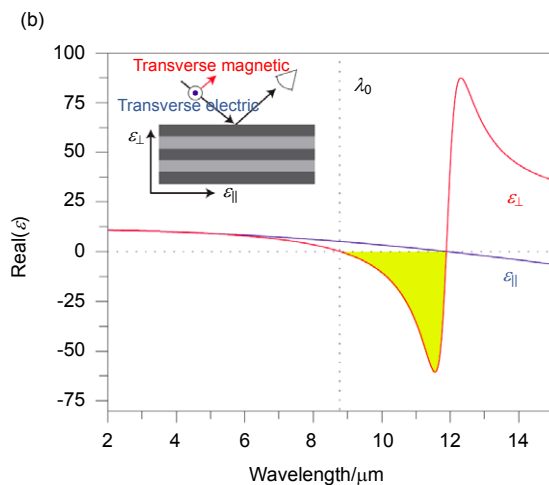 (b)
100
75
50
25
0
-25
-50
-75
Real(ε)
Transverse magnetic
Transverse electric
λ₀
ε⊥
ε||
ε⊥
ε||
2 4 6 8 10 12 14
Wavelength/μm